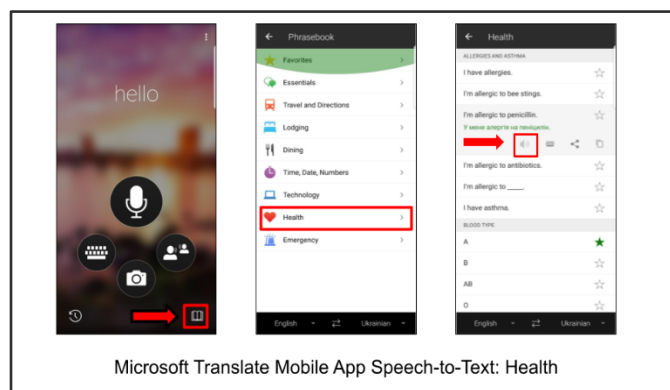 hello
Phrasebook
Favorites
Essentials
Travel and Directions
Lodging
Dining
Time, Date, Numbers
Technology
Health
Emergency
English
Ukrainian
Health
ALLERGIES AND ASTHMA
I have allergies.
I'm allergic to bee stings.
I'm allergic to penicillin.
У мене алергія на пеніцилін.
I'm allergic to antibiotics.
I'm allergic to ____.
I have asthma.
BLOOD TYPE
A
B
AB
O
English
Ukrainian
Microsoft Translate Mobile App Speech-to-Text: Health